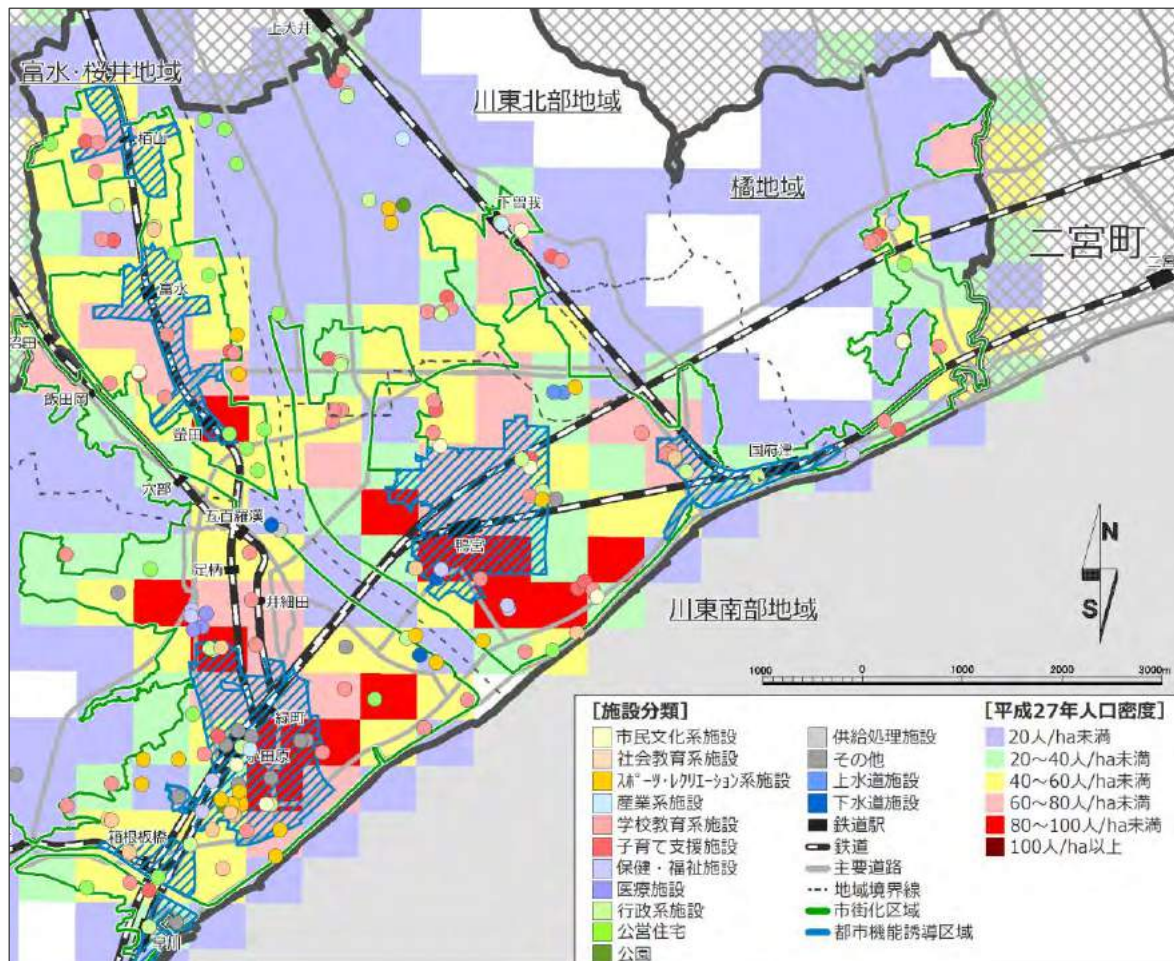 上大井
富水・桜井地域
川東北部地域
栢山
橘地域
下曽我
二宮町
富水
飯田岡
螢田
国府津
穴部
五百羅漢
鴨宮
足柄
井細田
川東南部地域
N
S
1000 0 1000 2000 3000m
緑町
小田原
箱根板橋
早川
[施設分類]
市民文化系施設
社会教育系施設
スポーツ・レクリエーション系施設
産業系施設
学校教育系施設
子育て支援施設
保健・福祉施設
医療施設
行政系施設
公営住宅
公園
供給処理施設
その他
上水道施設
下水道施設
鉄道駅
鉄道
主要道路
地域境界線
市街化区域
都市機能誘導区域
[平成27年人口密度]
20人/ha未満
20～40人/ha未満
40～60人/ha未満
60～80人/ha未満
80～100人/ha未満
100人/ha以上